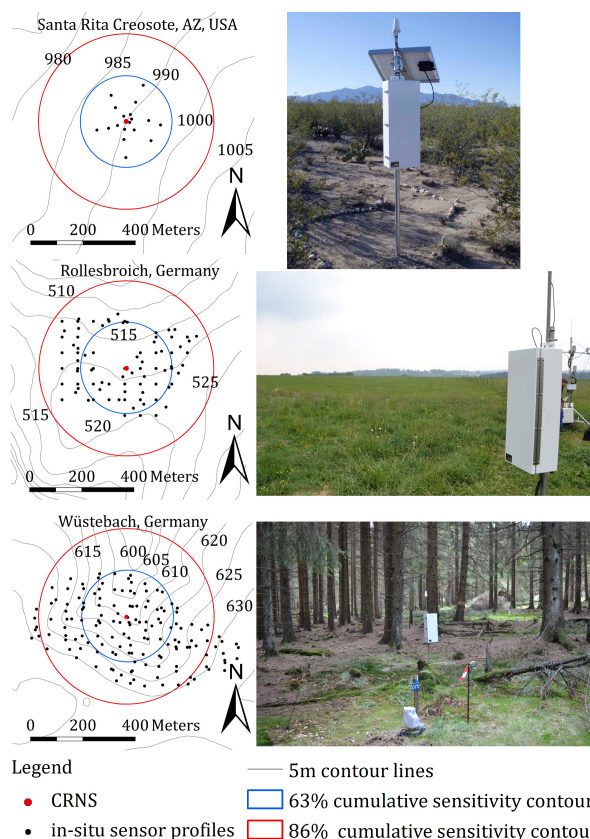 Santa Rita Creosote, AZ, USA
980
985
990
1000
1005
N
0 200 400 Meters
Rollesbroich, Germany
510
515
525
515
520
N
0 200 400 Meters
Wüstebach, Germany
615
600
605
610
620
625
630
N
0 200 400 Meters
Legend
5m contour lines
CRNS
63% cumulative sensitivity contour
in-situ sensor profiles
86% cumulative sensitivity contour